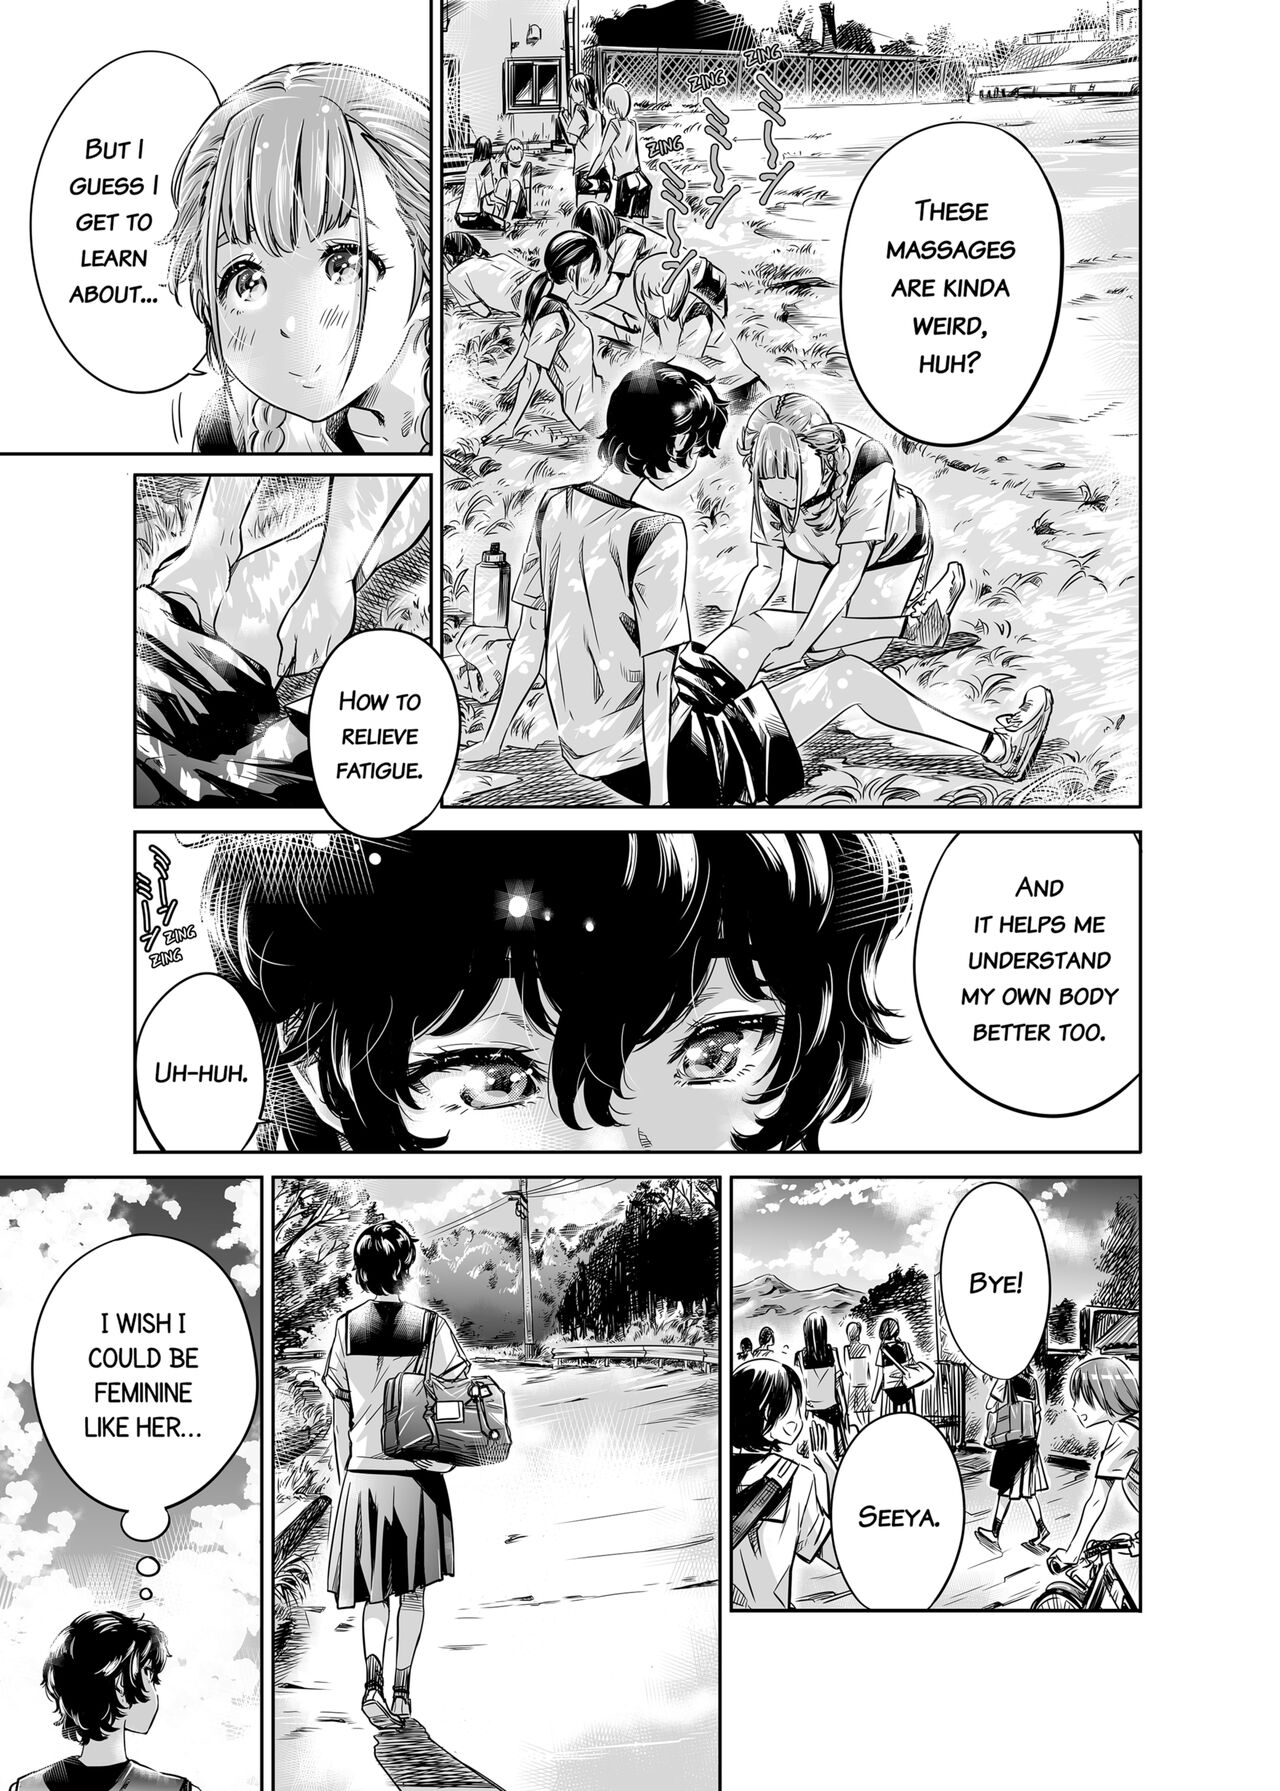 THESE
MASSAGES
ARE KINDA
WEIRD,
HUH?
ZING
ZING
ZING
ZING
BUT I
GUESS I
GET TO
LEARN
ABOUT...
HOW TO
RELIEVE
FATIGUE.
AND
IT HELPS ME
UNDERSTAND
MY OWN BODY
BETTER TOO.
ZING
ZING
UH-HUH.
BYE!
SEEYA.
I WISH I
COULD BE
FEMININE
LIKE HER...